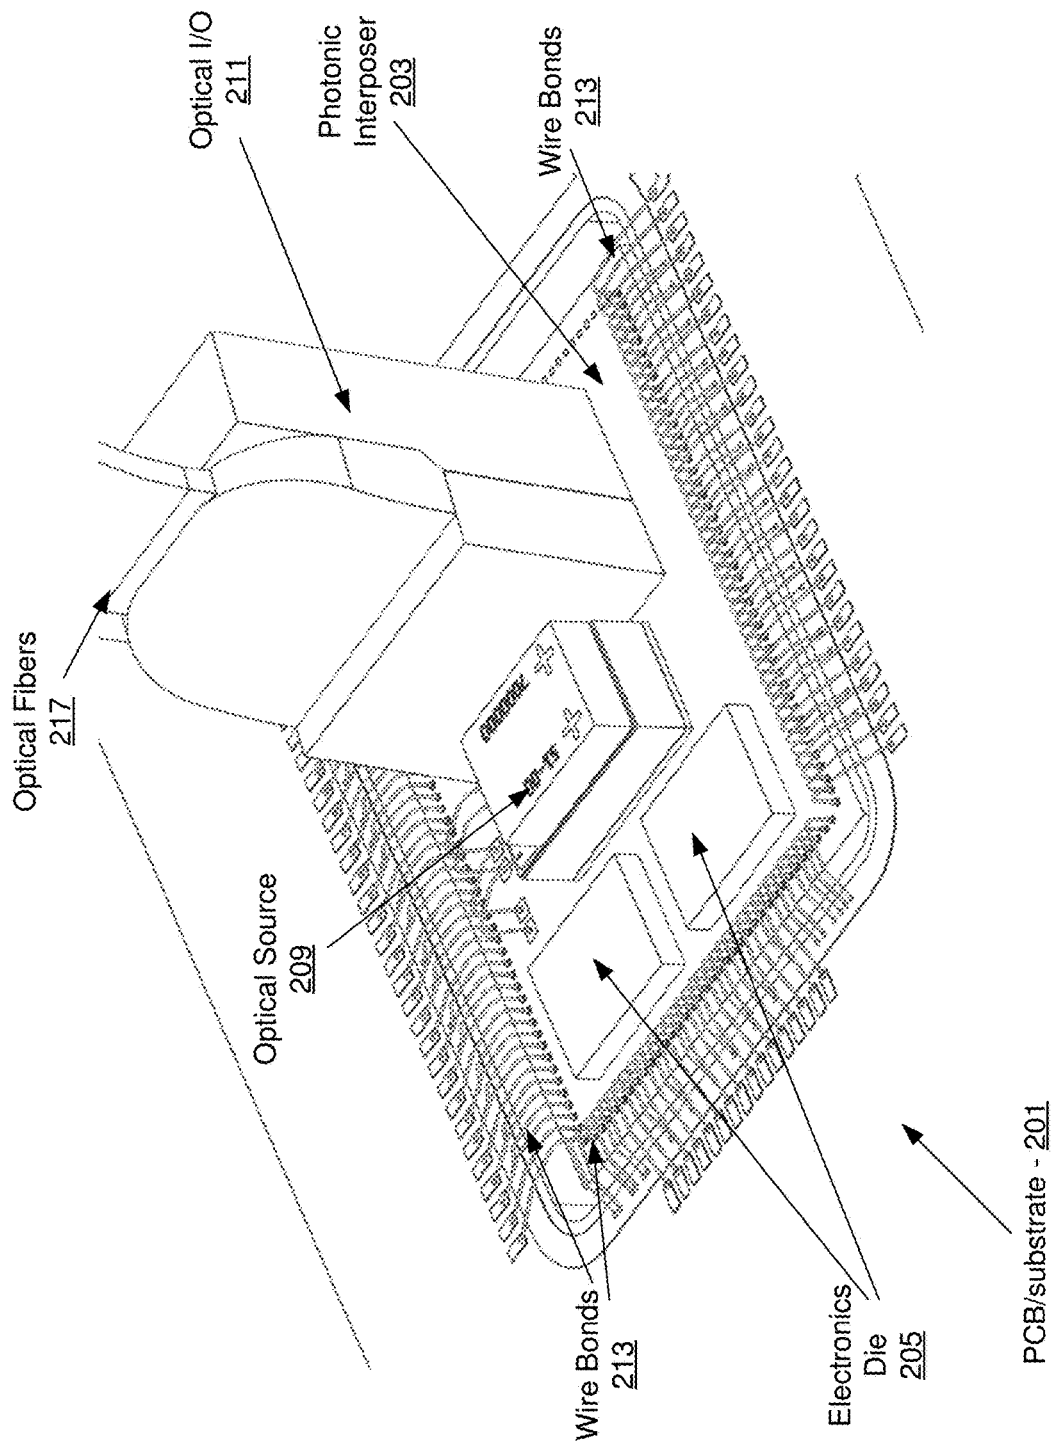 Optical Fibers
217
Optical I/O
211
Optical Source
209
Photonic
Interposer
203
Wire Bonds
213
Wire Bonds
213
Electronics
Die
205
PCB/substrate - 201